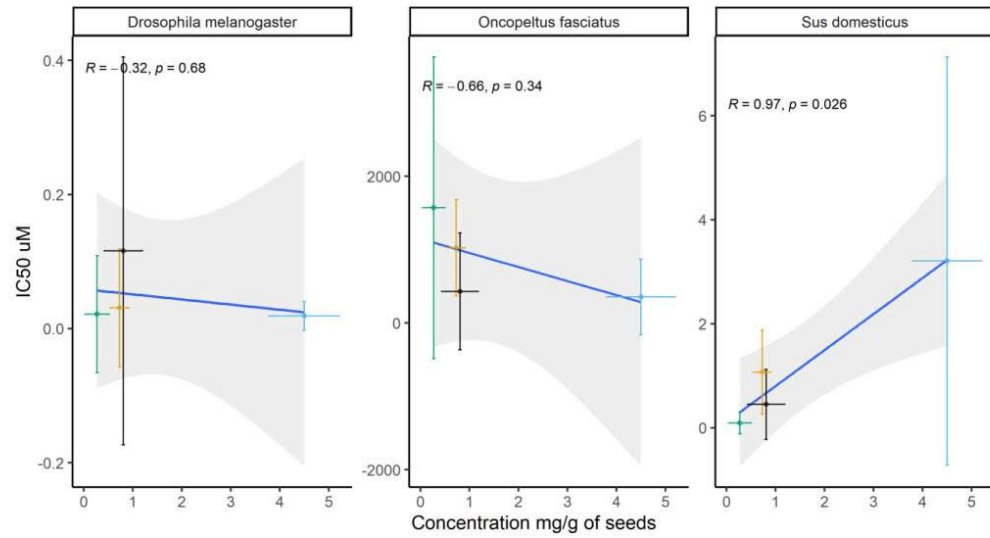 Drosophila melanogaster
Oncopeltus fasciatus
Sus domesticus
IC50 uM
0.4
0.2
0.0
-0.2
R = −0.32, p = 0.68
0 1 2 3 4 5
2000
0
-2000
R = −0.66, p = 0.34
0 1 2 3 4 5
6
4
2
0
R = 0.97, p = 0.026
0 1 2 3 4 5
Concentration mg/g of seeds